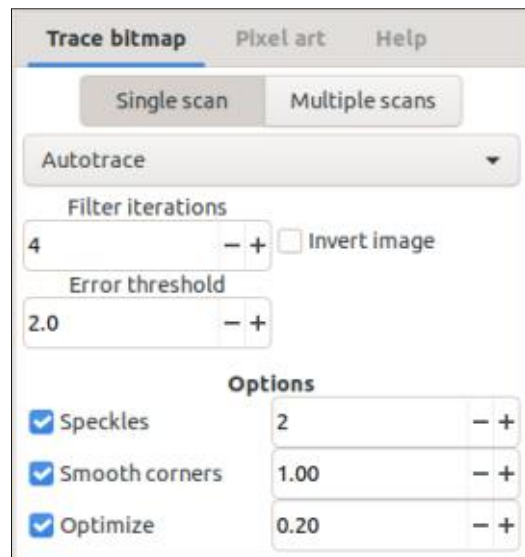 Trace bitmap Pixel art Help
Single scan Multiple scans
Autotrace
Filter iterations
4 − + Invert image
Error threshold
2.0 − +
Options
Speckles 2 − +
Smooth corners 1.00 − +
Optimize 0.20 − +